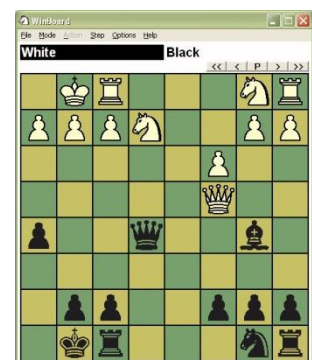 WinBoard
File Mode Action Step Options Help
White Black
<< < P > >>